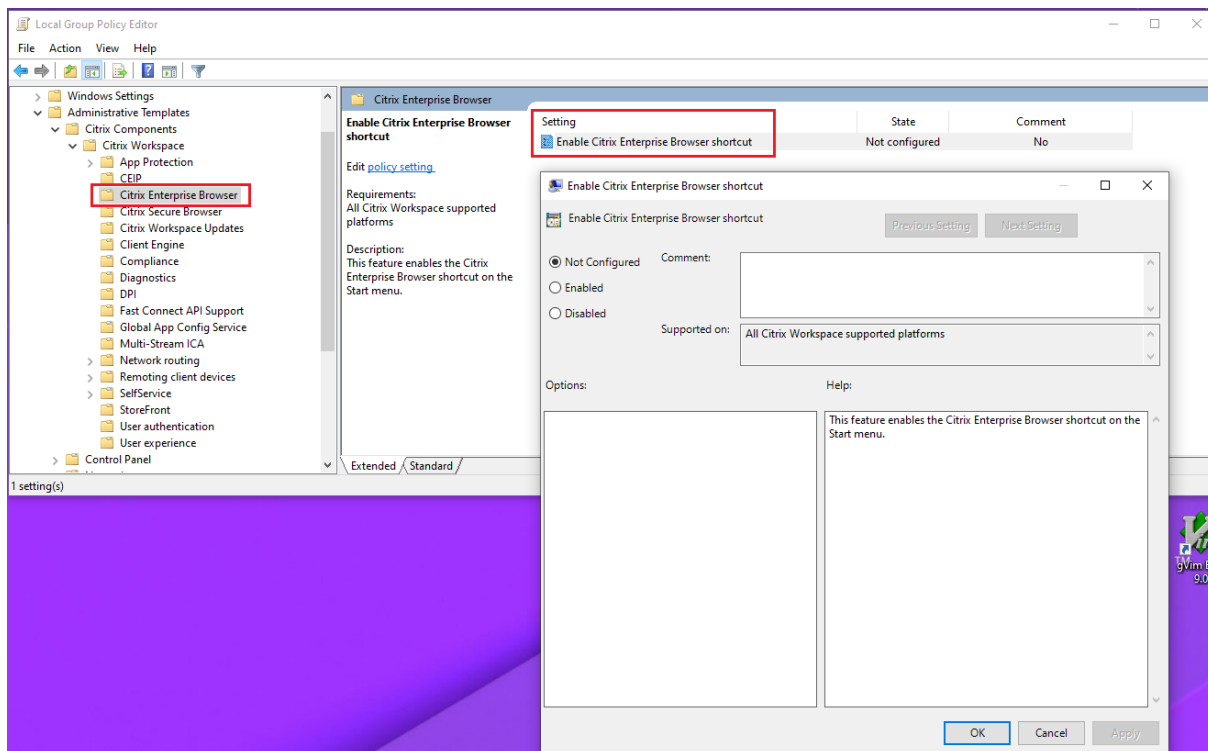 Local Group Policy Editor
File Action View Help
Windows Settings
Administrative Templates
Citrix Components
Citrix Workspace
App Protection
CEIP
Citrix Enterprise Browser
Citrix Secure Browser
Citrix Workspace Updates
Client Engine
Compliance
Diagnostics
DPI
Fast Connect API Support
Global App Config Service
Multi-Stream ICA
Network routing
Remoting client devices
SelfService
StoreFront
User authentication
User experience
Control Panel
1 setting(s)
Citrix Enterprise Browser
Enable Citrix Enterprise Browser
shortcut
Edit policy setting
Requirements:
All Citrix Workspace supported
platforms
Description:
This feature enables the Citrix
Enterprise Browser shortcut on the
Start menu.
Setting State Comment
Enable Citrix Enterprise Browser shortcut Not configured No
Extended Standard
Enable Citrix Enterprise Browser shortcut
Enable Citrix Enterprise Browser shortcut
Previous Setting Next Setting
Not Configured
Enabled
Disabled
Comment:
Supported on: All Citrix Workspace supported platforms
Options: Help:
This feature enables the Citrix Enterprise Browser shortcut on the
Start menu.
OK Cancel Apply
gVim
9.0